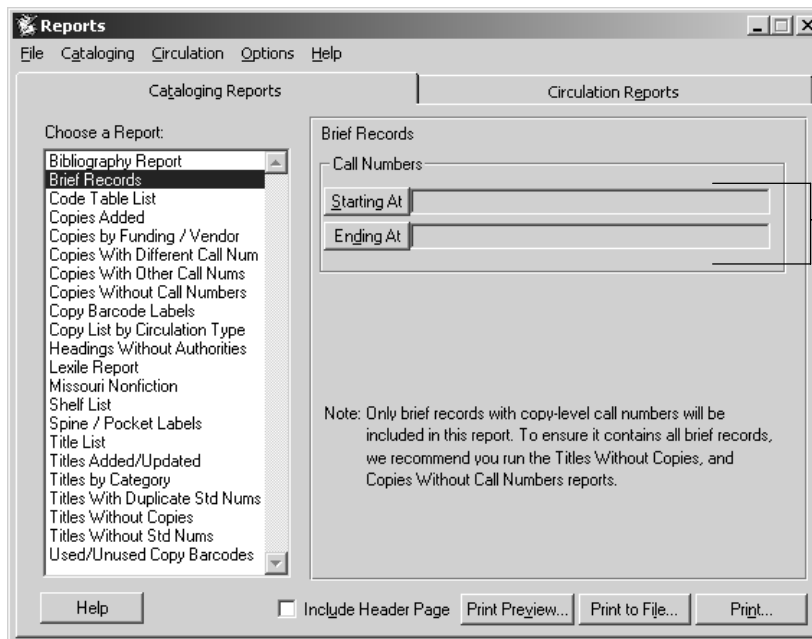 Reports
File Cataloging Circulation Options Help
Cataloging Reports
Circulation Reports
Choose a Report:
Bibliography Report
Brief Records
Code Table List
Copies Added
Copies by Funding / Vendor
Copies With Different Call Num
Copies With Other Call Nums
Copies Without Call Numbers
Copy Barcode Labels
Copy List by Circulation Type
Headings Without Authorities
Lexile Report
Missouri Nonfiction
Shelf List
Spine / Pocket Labels
Title List
Titles Added/Updated
Titles by Category
Titles With Duplicate Std Nums
Titles Without Copies
Titles Without Std Nums
Used/Unused Copy Barcodes
Brief Records
Call Numbers
Starting At
Ending At
Note: Only brief records with copy-level call numbers will be
included in this report. To ensure it contains all brief records,
we recommend you run the Titles Without Copies, and
Copies Without Call Numbers reports.
Help
Include Header Page
Print Preview...
Print to File...
Print...